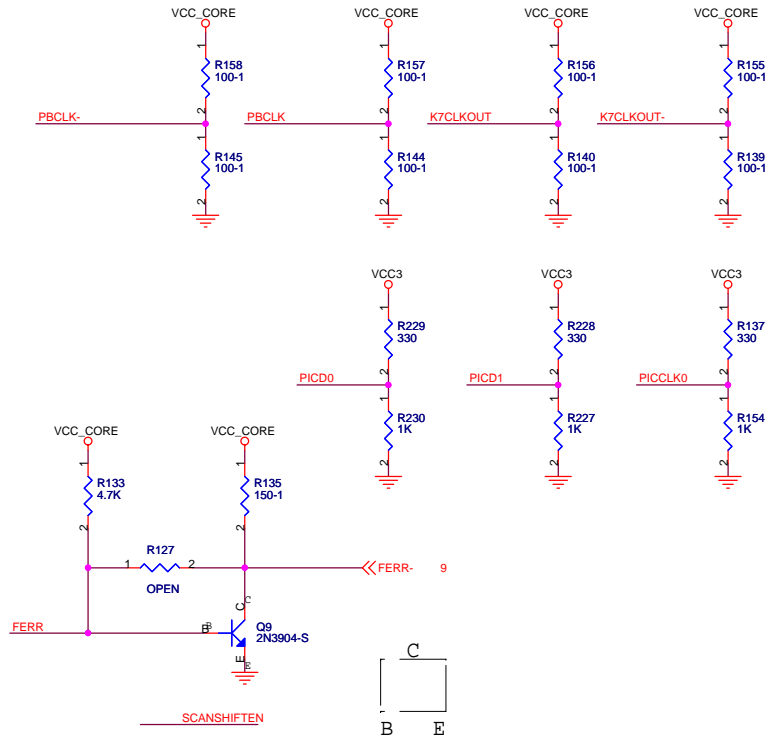 VCC_CORE VCC_CORE VCC_CORE VCC_CORE
1 1 1 1
R158 R157 R156 R155
100-1 100-1 100-1 100-1
2 2 2 2
PBCLK- PBCLK K7CLKOUT K7CLKOUT-
1 1 1 1
R145 R144 R140 R139
100-1 100-1 100-1 100-1
2 2 2 2
VCC3 VCC3 VCC3
1 1 1
R229 R228 R137
330 330 330
2 2 2
PICD0 PICD1 PICCLK0
1 1 1
R230 R227 R154
1K 1K 1K
2 2 2
VCC_CORE VCC_CORE
1 1
R133 R135
4.7K 150-1
2 2
R127
1 2
OPEN
FERR- 9
C C
FERR
B B
Q9
2N3904-S
E E
C
B E
SCANSHIFTEN